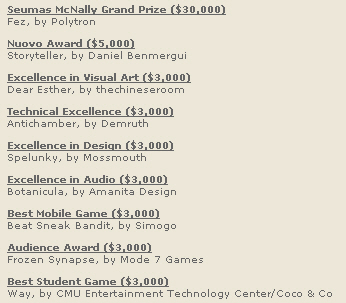 Seumas McNally Grand Prize ($30,000)
Fez, by Polytron
Nuovo Award ($5,000)
Storyteller, by Daniel Benmergui
Excellence in Visual Art ($3,000)
Dear Esther, by thechineseroom
Technical Excellence ($3,000)
Antichamber, by Demruth
Excellence in Design ($3,000)
Spelunky, by Mossmouth
Excellence in Audio ($3,000)
Botanicula, by Amanita Design
Best Mobile Game ($3,000)
Beat Sneak Bandit, by Simogo
Audience Award ($3,000)
Frozen Synapse, by Mode 7 Games
Best Student Game ($3,000)
Way, by CMU Entertainment Technology Center/Coco & Co